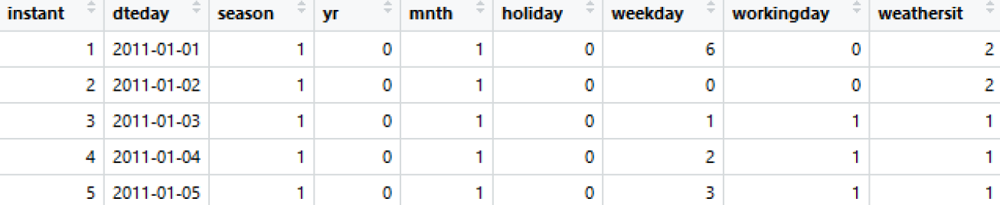 instant dteday season yr mnth holiday weekday workingday weathersit
1 2011-01-01 1 0 1 0 6 0 2
2 2011-01-02 1 0 1 0 0 0 2
3 2011-01-03 1 0 1 0 1 1 1
4 2011-01-04 1 0 1 0 2 1 1
5 2011-01-05 1 0 1 0 3 1 1